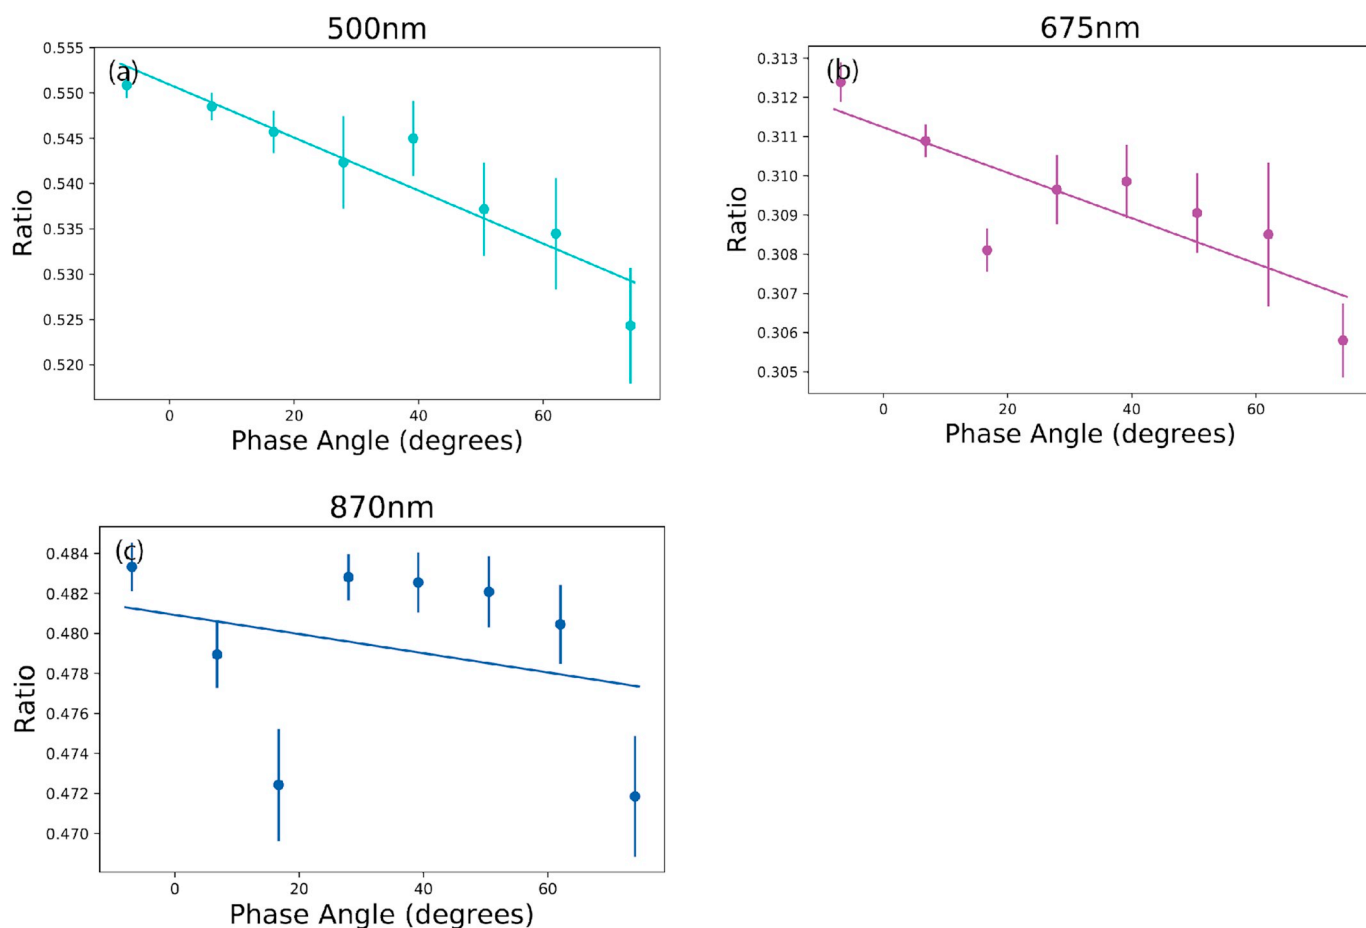 500nm
(a)
0.555
0.550
0.545
0.540
0.535
0.530
0.525
0.520
Ratio
0 20 40 60
Phase Angle (degrees)
675nm
(b)
0.313
0.312
0.311
0.310
0.309
0.308
0.307
0.306
0.305
Ratio
0 20 40 60
Phase Angle (degrees)
870nm
(c)
0.484
0.482
0.480
0.478
0.476
0.474
0.472
0.470
Ratio
0 20 40 60
Phase Angle (degrees)